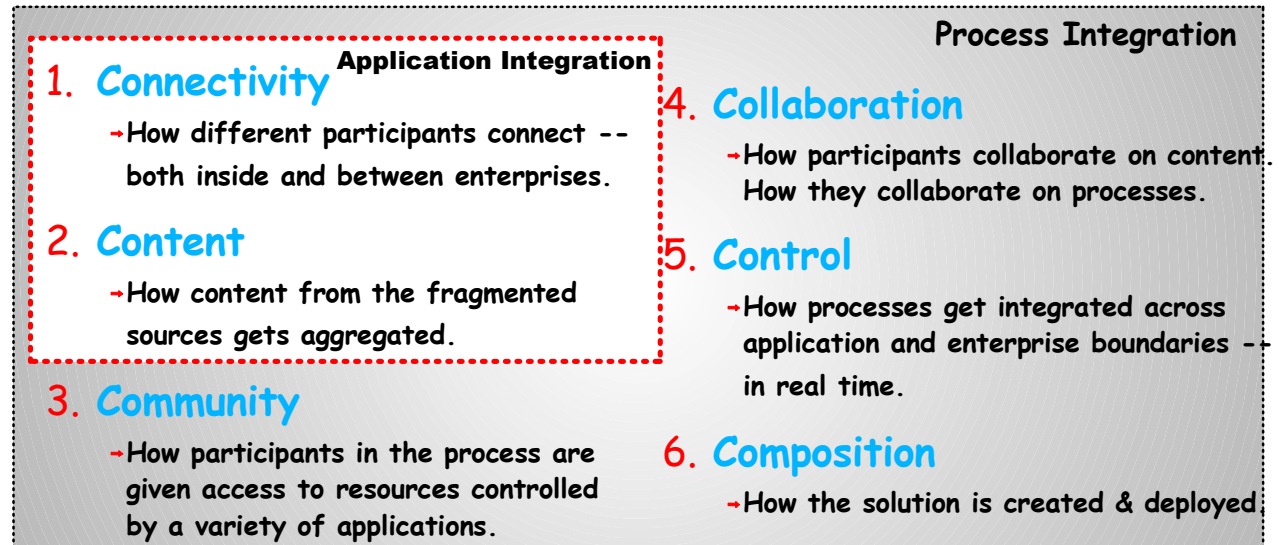 Process Integration
Application Integration
1. Connectivity
→How different participants connect --
both inside and between enterprises.
2. Content
→How content from the fragmented
sources gets aggregated.
3. Community
→How participants in the process are
given access to resources controlled
by a variety of applications.
4. Collaboration
→How participants collaborate on content.
How they collaborate on processes.
5. Control
→How processes get integrated across
application and enterprise boundaries --
in real time.
6. Composition
→How the solution is created & deployed.